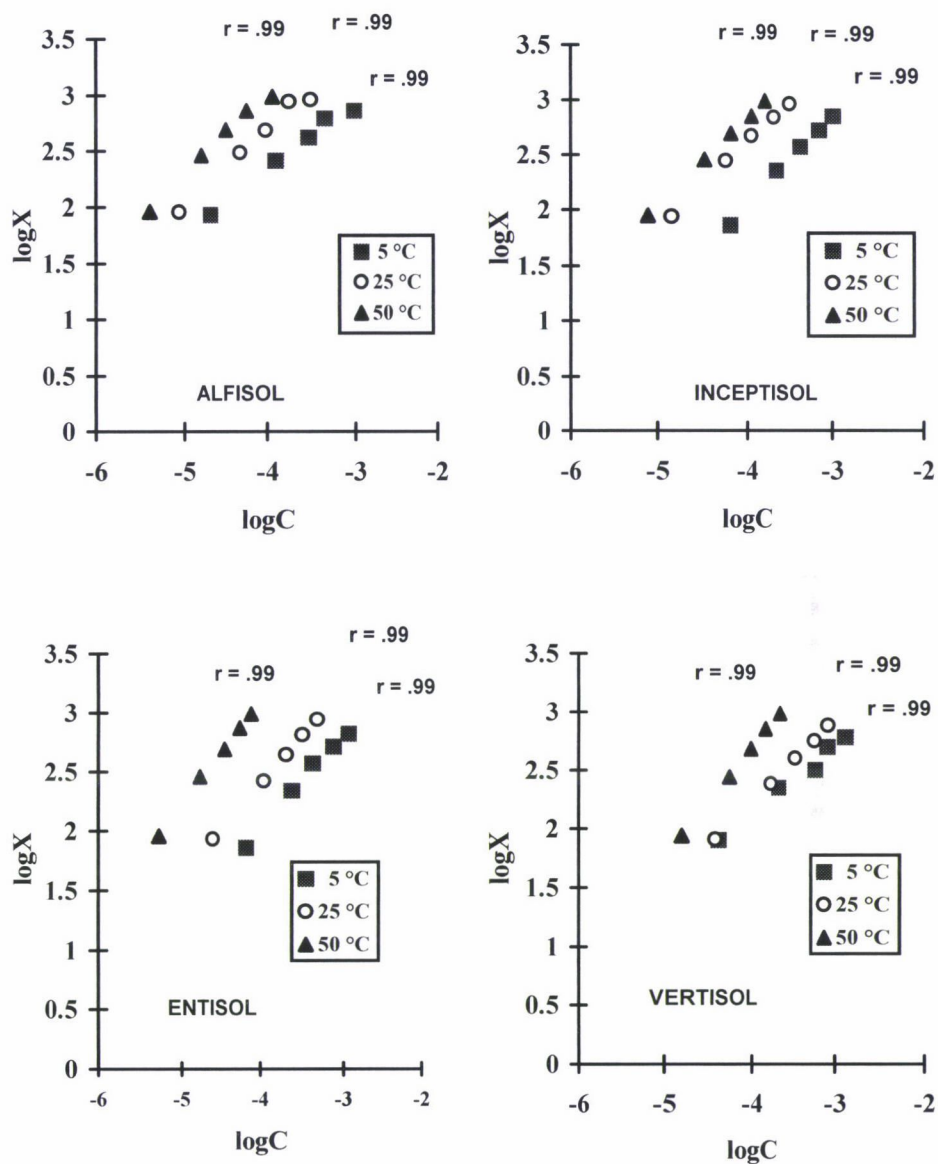 r = .99 r = .99
r = .99
3.5
3
2.5
2
1.5
1
0.5
0
logX
5 °C
25 °C
50 °C
ALFISOL
-6 -5 -4 -3 -2
logC
r = .99 r = .99
r = .99
3.5
3
2.5
2
1.5
1
0.5
0
logX
5 °C
25 °C
50 °C
INCEPTISOL
-6 -5 -4 -3 -2
logC
r = .99
r = .99
r = .99
3.5
3
2.5
2
1.5
1
0.5
0
logX
5 °C
25 °C
50 °C
ENTISOL
-6 -5 -4 -3 -2
logC
r = .99 r = .99
r = .99
3.5
3
2.5
2
1.5
1
0.5
0
logX
5 °C
25 °C
50 °C
VERTISOL
-6 -5 -4 -3 -2
logC